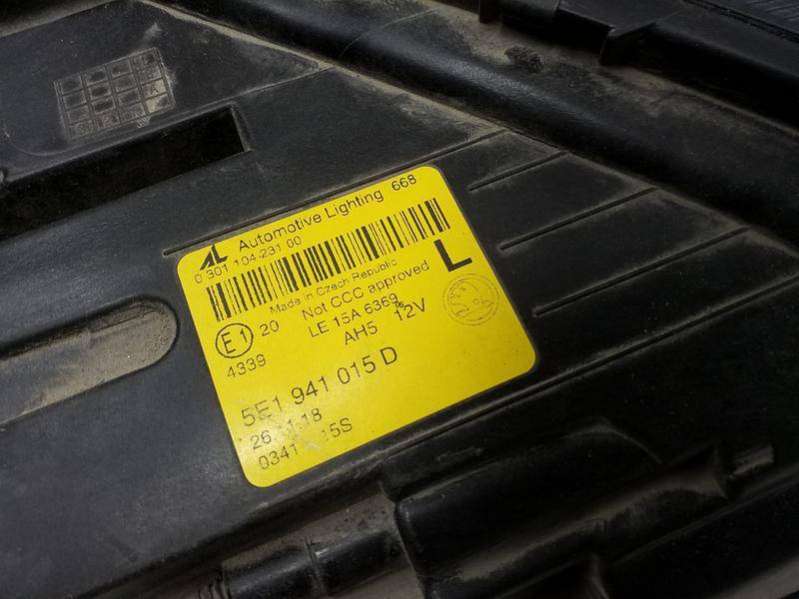 AL Automotive Lighting 668
0 301 104 231 00
Made in Czech Republic
L
Not CCC approved
E1 20
LE 15A 6369
4339
AH5 12V
5E1 941 015 D